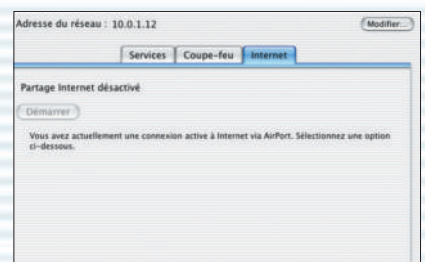 Adresse du réseau : 10.0.1.12
Modifier...
Services
Coupe-feu
Internet
Partage Internet désactivé
Démarrer
Vous avez actuellement une connexion active à Internet via AirPort. Sélectionnez une option
ci-dessous.